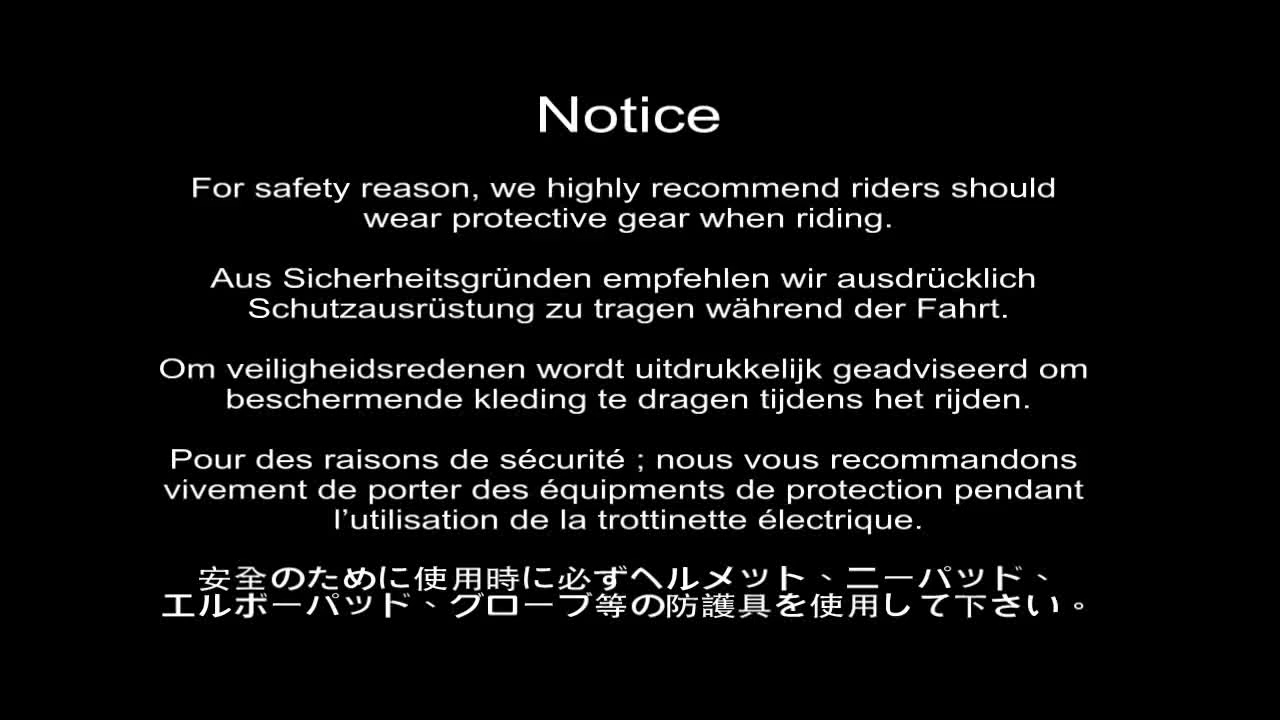 Notice
For safety reason, we highly recommend riders should
wear protective gear when riding.
Aus Sicherheitsgründen empfehlen wir ausdrücklich
Schutzausrüstung zu tragen während der Fahrt.
Om veiligheidsredenen wordt uitdrukkelijk geadviseerd om
beschermende kleding te dragen tijdens het rijden.
Pour des raisons de sécurité ; nous vous recommandons
vivement de porter des équipments de protection pendant
l’utilisation de la trottinette électrique.
安全のために使用時に必ずヘルメット、ニーパッド、
エルボーパッド、グローブ等の防護具を使用して下さい。